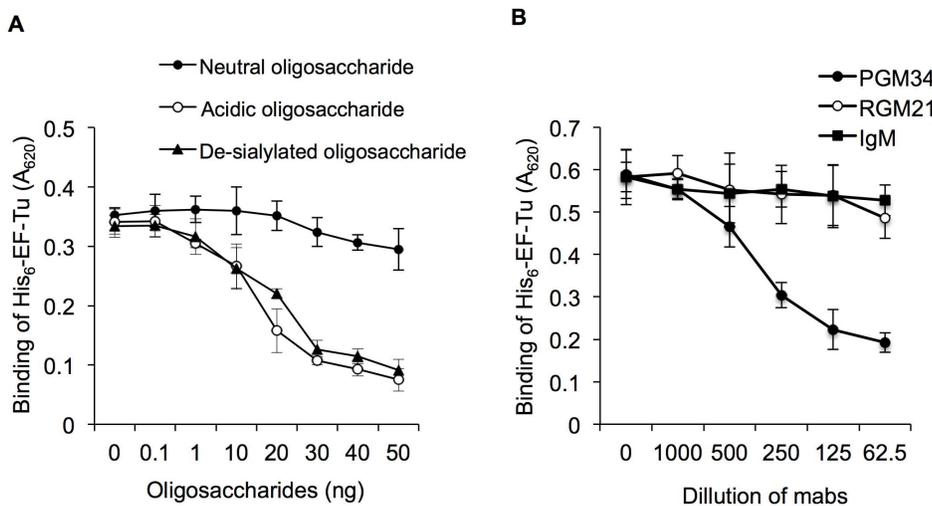 A
Neutral oligosaccharide
Acidic oligosaccharide
De-sialylated oligosaccharide
Binding of His6-EF-Tu (A620)
0.5
0.4
0.3
0.2
0.1
0
0 0.1 1 10 20 30 40 50
Oligosaccharides (ng)
B
PGM34
RGM21
IgM
Binding of His6-EF-Tu (A620)
0.7
0.6
0.5
0.4
0.3
0.2
0.1
0
0 1000 500 250 125 62.5
Dillution of mabs